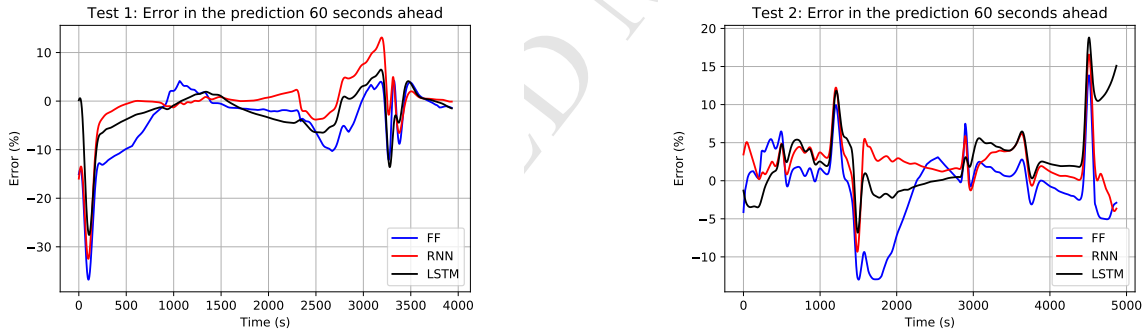 Test 1: Error in the prediction 60 seconds ahead
Error (%)
10
0
−10
−20
−30
0
500
1000
1500
2000
2500
3000
3500
4000
Time (s)
FF
RNN
LSTM
D
Test 2: Error in the prediction 60 seconds ahead
Error (%)
20
15
10
5
0
−5
−10
0
1000
2000
3000
4000
5000
Time (s)
FF
RNN
LSTM